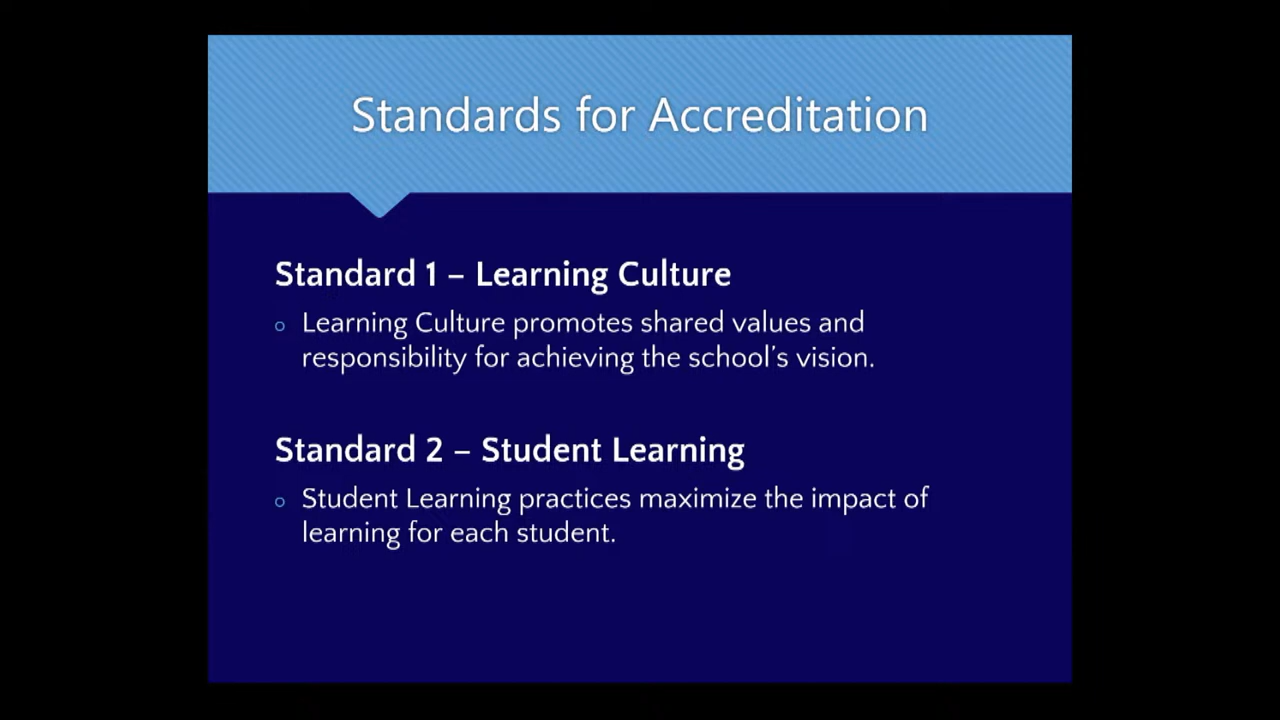 Standards for Accreditation
Standard 1 – Learning Culture
Learning Culture promotes shared values and
responsibility for achieving the school’s vision.
Standard 2 – Student Learning
Student Learning practices maximize the impact of
learning for each student.